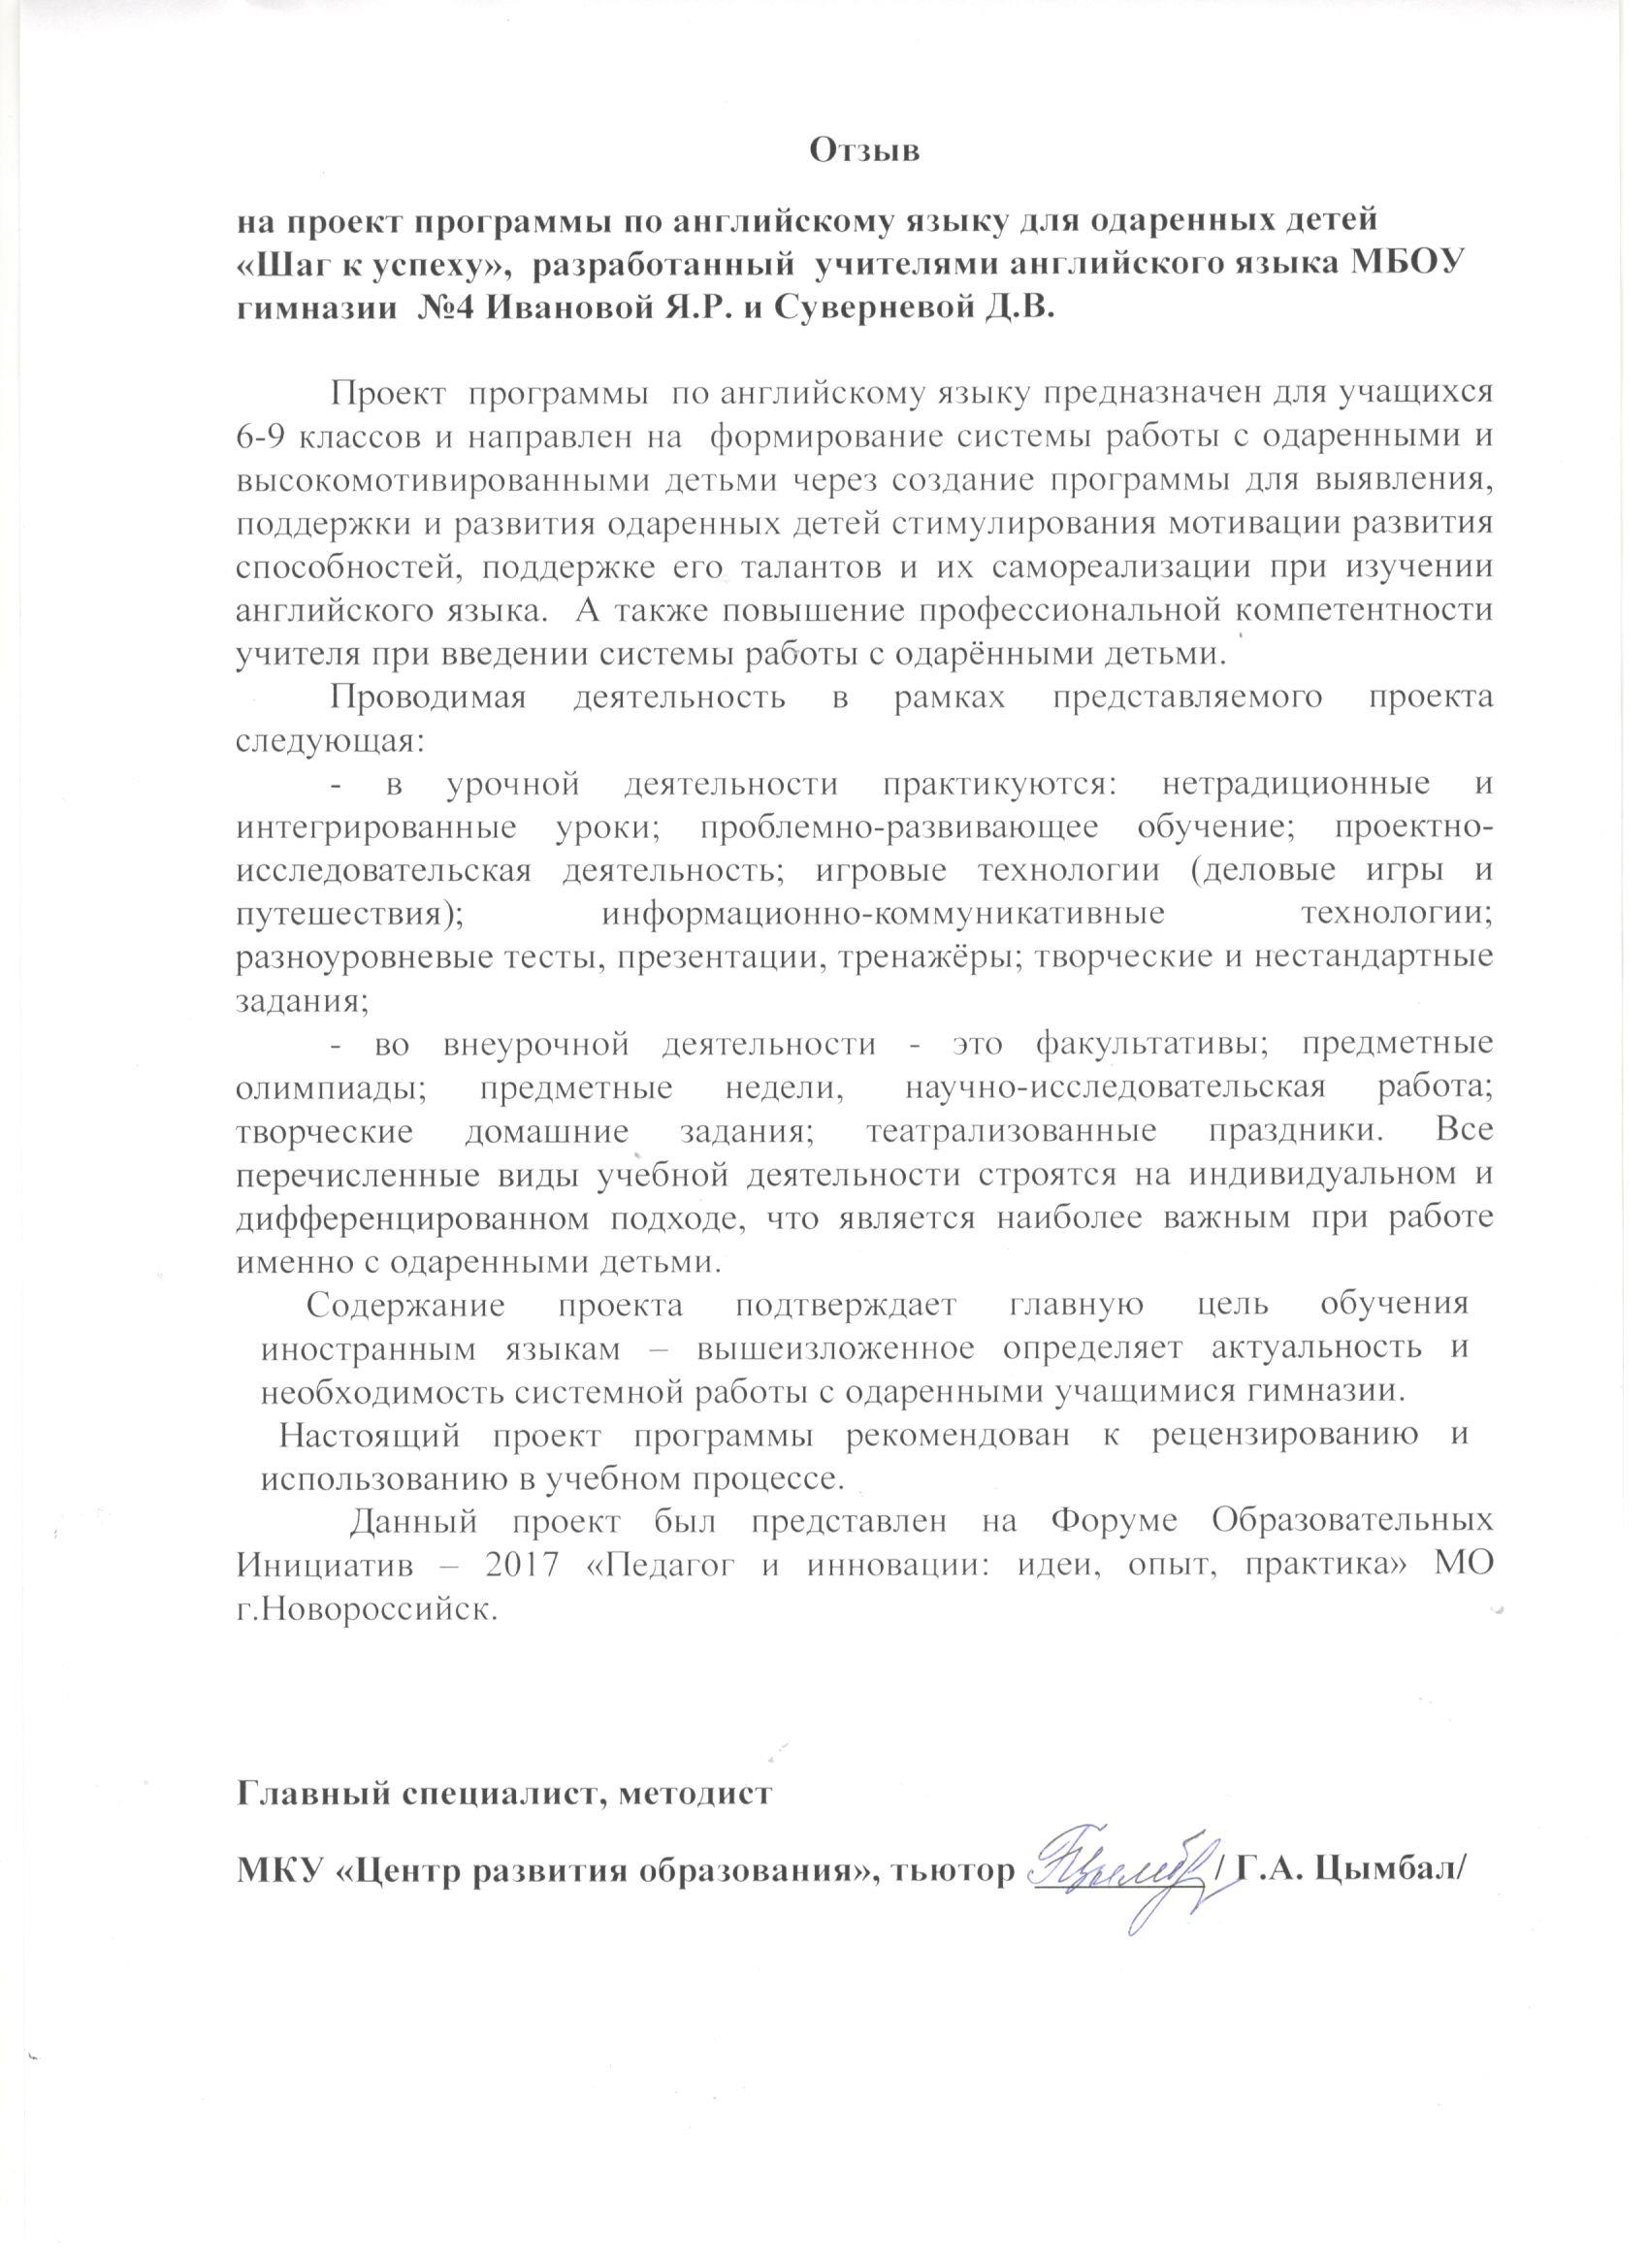 Отзыв
на проект программы по английскому языку для одаренных детей
«Шаг к успеху», разработанный учителями английского языка МБОУ
гимназии №4 Ивановой Я.Р. и Суверневой Д.В.
Проект программы по английскому языку предназначен для учащихся
6-9 классов и направлен на формирование системы работы с одаренными и
высокомотивированными детьми через создание программы для выявления,
поддержки и развития одаренных детей стимулирования мотивации развития
способностей, поддержке его талантов и их самореализации при изучении
английского языка. А также повышение профессиональной компетентности
учителя при введении системы работы с одарёнными детьми.
Проводимая деятельность в рамках представляемого проекта
следующая:
- в урочной деятельности практикуются: нетрадиционные и
интегрированные уроки; проблемно-развивающее обучение; проектно-
исследовательская деятельность; игровые технологии (деловые игры и
путешествия); информационно-коммуникативные технологии;
разноуровневые тесты, презентации, тренажёры; творческие и нестандартные
задания;
- во внеурочной деятельности - это факультативы; предметные
олимпиады; предметные недели, научно-исследовательская работа;
творческие домашние задания; театрализованные праздники. Все
перечисленные виды учебной деятельности строятся на индивидуальном и
дифференцированном подходе, что является наиболее важным при работе
именно с одаренными детьми.
Содержание проекта подтверждает главную цель обучения
иностранным языкам – вышеизложенное определяет актуальность и
необходимость системной работы с одаренными учащимися гимназии.
Настоящий проект программы рекомендован к рецензированию и
использованию в учебном процессе.
Данный проект был представлен на Форуме Образовательных
Инициатив – 2017 «Педагог и инновации: идеи, опыт, практика» МО
г.Новороссийск.
Главный специалист, методист
МКУ «Центр развития образования», тьютор / Г.А. Цымбал/